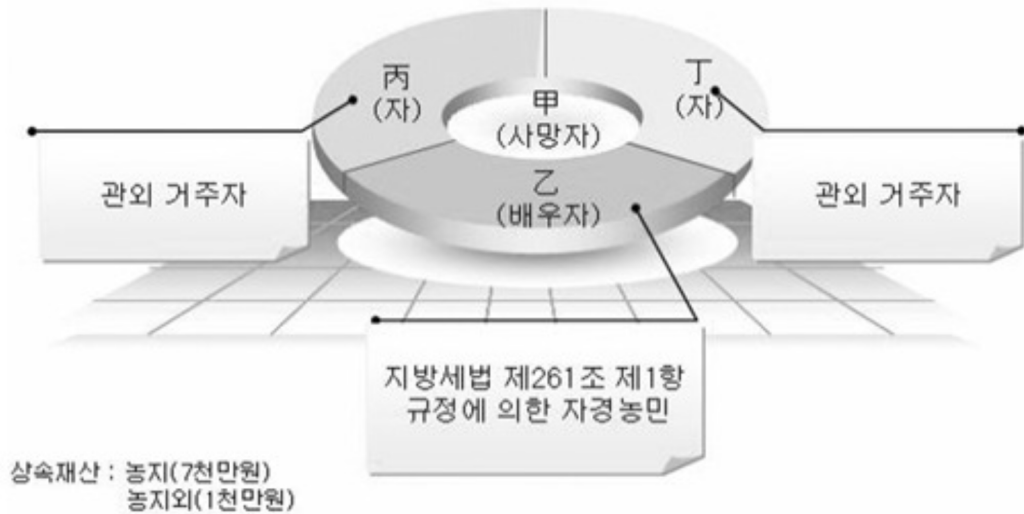 丙
(자)
丁
(자)
甲
(사망자)
乙
(배우자)
관외 거주자
관외 거주자
지방세법 제261조 제1항
규정에 의한 자경농민
상속재산 : 농지(7천만원)
농지외(1천만원)